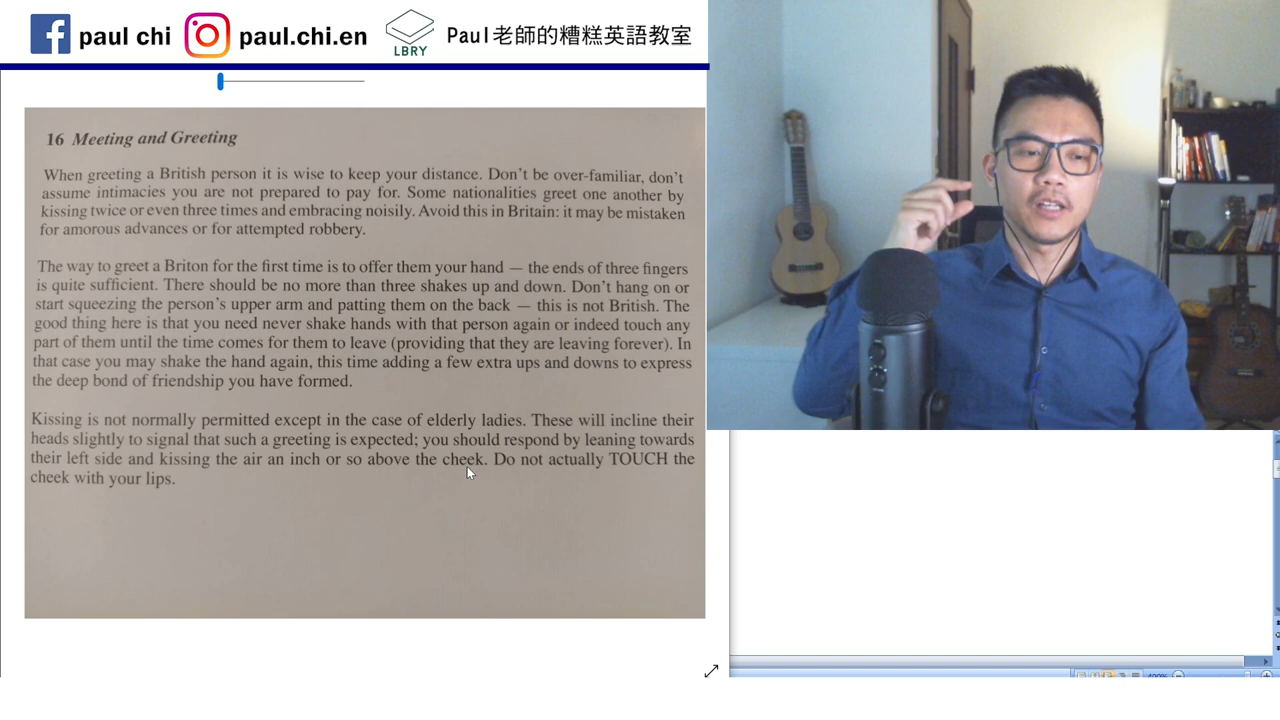 paul chi paul.chi.en LBRY Paul老師的糟糕英語教室
16 Meeting and Greeting
When greeting a British person it is wise to keep your distance. Don't be over-familiar, don't
assume intimacies you are not prepared to pay for. Some nationalities greet one another by
kissing twice or even three times and embracing noisily. Avoid this in Britain: it may be mistaken
for amorous advances or for attempted robbery.
The way to greet a Briton for the first time is to offer them your hand — the ends of three fingers
is quite sufficient. There should be no more than three shakes up and down. Don't hang on or
start squeezing the person's upper arm and patting them on the back — this is not British. The
good thing here is that you need never shake hands with that person again or indeed touch any
part of them until the time comes for them to leave (providing that they are leaving forever). In
that case you may shake the hand again, this time adding a few extra ups and downs to express
the deep bond of friendship you have formed.
Kissing is not normally permitted except in the case of elderly ladies. These will incline their
heads slightly to signal that such a greeting is expected; you should respond by leaning towards
their left side and kissing the air an inch or so above the cheek. Do not actually TOUCH the
cheek with your lips.